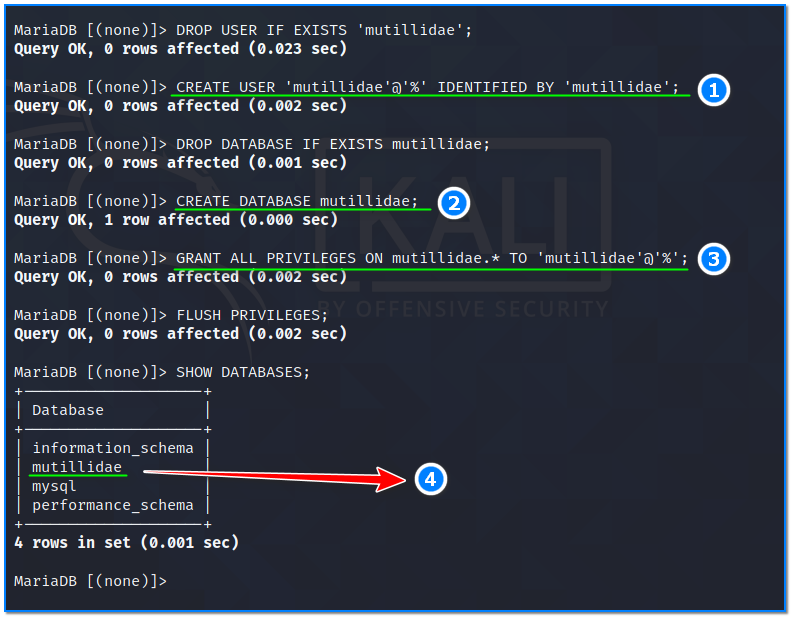 MariaDB [(none)]> DROP USER IF EXISTS 'mutillidae';
Query OK, 0 rows affected (0.023 sec)
MariaDB [(none)]> CREATE USER 'mutillidae'@'%' IDENTIFIED BY 'mutillidae'; 1
Query OK, 0 rows affected (0.002 sec)
MariaDB [(none)]> DROP DATABASE IF EXISTS mutillidae;
Query OK, 0 rows affected (0.001 sec)
MariaDB [(none)]> CREATE DATABASE mutillidae; 2
Query OK, 1 row affected (0.000 sec)
MariaDB [(none)]> GRANT ALL PRIVILEGES ON mutillidae.* TO 'mutillidae'@'%'; 3
Query OK, 0 rows affected (0.002 sec)
KALI
BY OFFENSIVE SECURITY
MariaDB [(none)]> FLUSH PRIVILEGES;
Query OK, 0 rows affected (0.002 sec)
MariaDB [(none)]> SHOW DATABASES;
+--------------------+
| Database           |
+--------------------+
| information_schema |
| mutillidae         | 4
| mysql              |
| performance_schema |
+--------------------+
4 rows in set (0.001 sec)
MariaDB [(none)]>